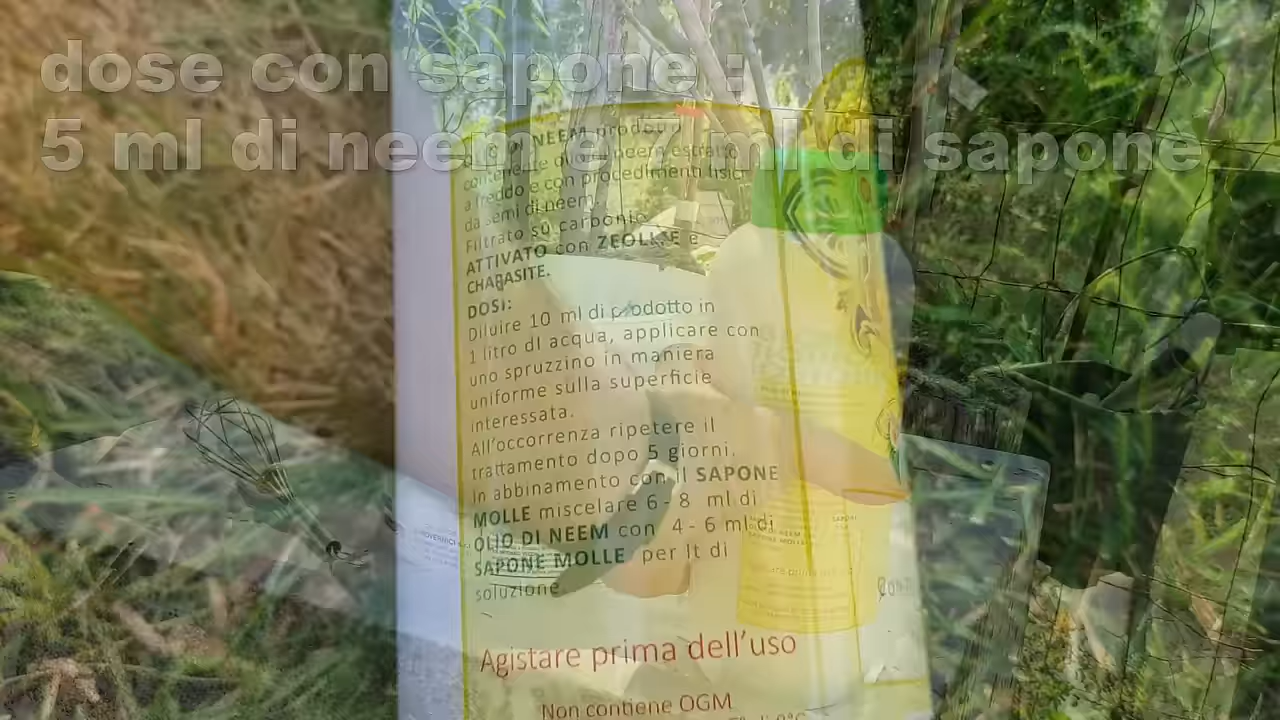 dose con sapone :
5 ml di neem e 7 ml di sapone
OLIO DI NEEM prodotto
contenente olio di neem estratto
a freddo e con procedimenti fisici
da semi di neem.
Filtrato su carbonio
ATTIVATO con ZEOLITE e
CHABASITE.
DOSI:
Diluire 10 ml di prodotto in
1 litro di acqua, applicare con
uno spruzzino in maniera
uniforme sulla superficie
interessata.
All'occorrenza ripetere il
trattamento dopo 5 giorni.
In abbinamento con il SAPONE
MOLLE miscelare 6 - 8 ml di
OLIO DI NEEM con 4 - 6 ml di
SAPONE MOLLE per lt di
soluzione
Agistare prima dell'uso
Non contiene OGM